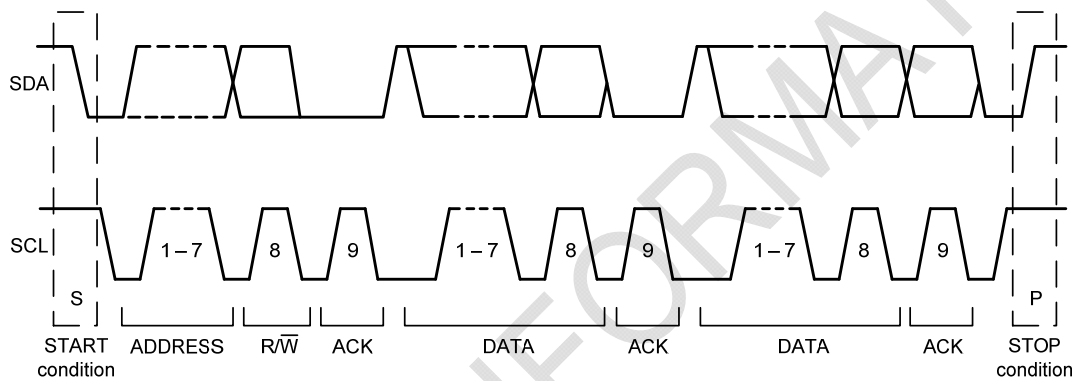 SDA
SCL
1 – 7
8
9
1 – 7
8
9
1 – 7
8
9
S
P
START
condition
ADDRESS
R/W̅
ACK
DATA
ACK
DATA
ACK
STOP
condition